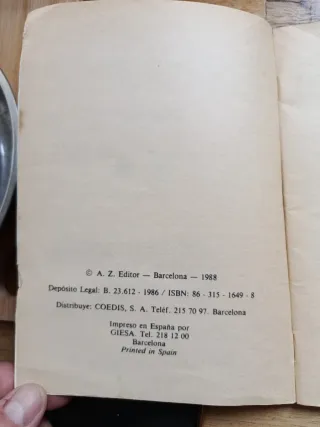 © A. Z. Editor — Barcelona — 1988
Depósito Legal: B. 23.612 - 1986 / ISBN: 86 - 315 - 1649 - 8
Distribuye: COEDIS, S. A. Teléf. 215 70 97. Barcelona
Impreso en España por
GIESA. Tel. 218 12 00
Barcelona
Printed in Spain